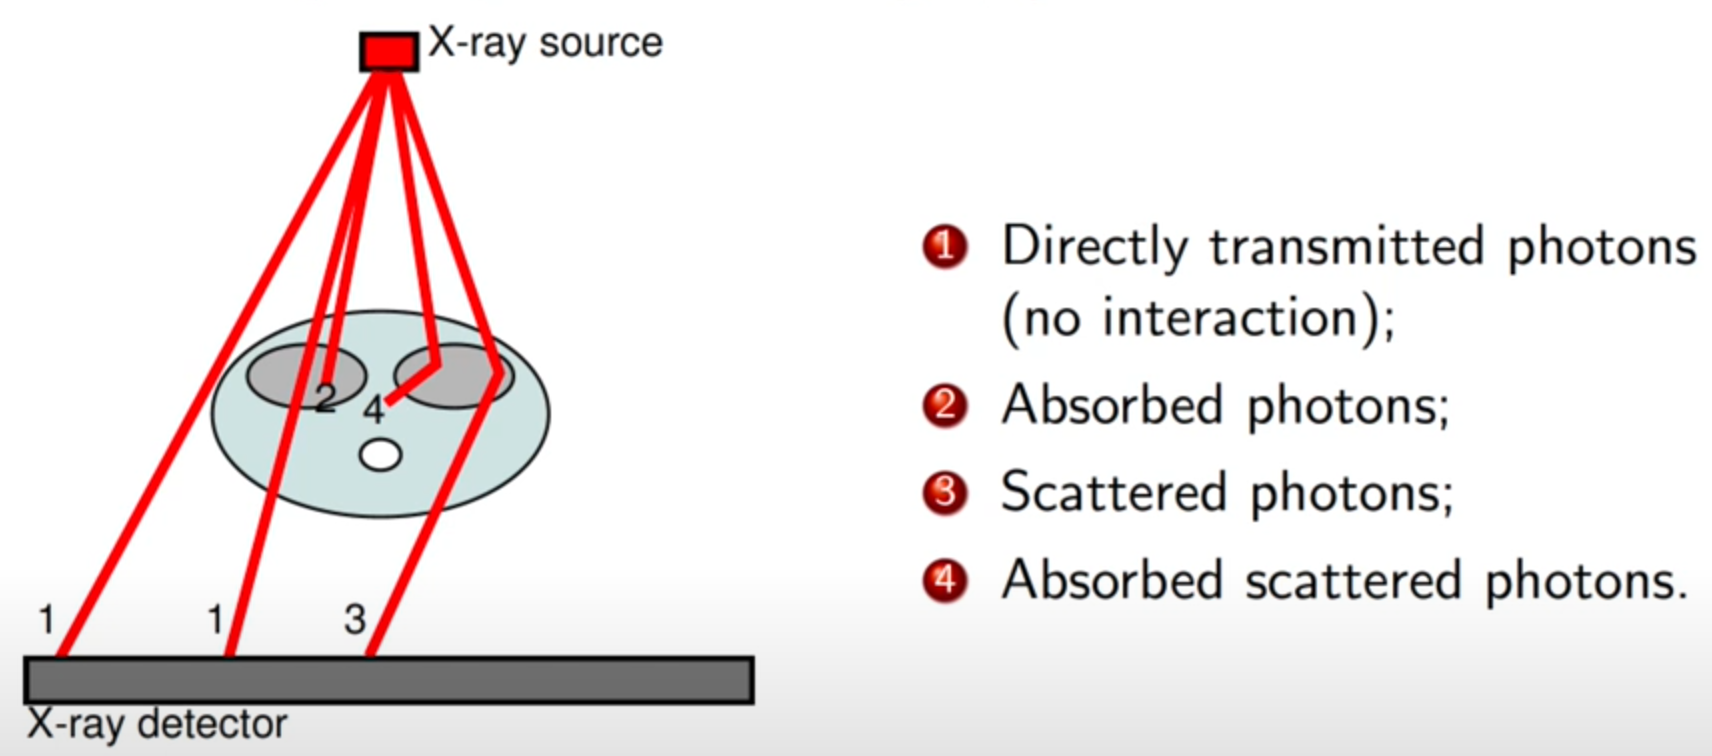 X-ray source
2
4
1
1
3
X-ray detector
1 Directly transmitted photons
(no interaction);
2 Absorbed photons;
3 Scattered photons;
4 Absorbed scattered photons.